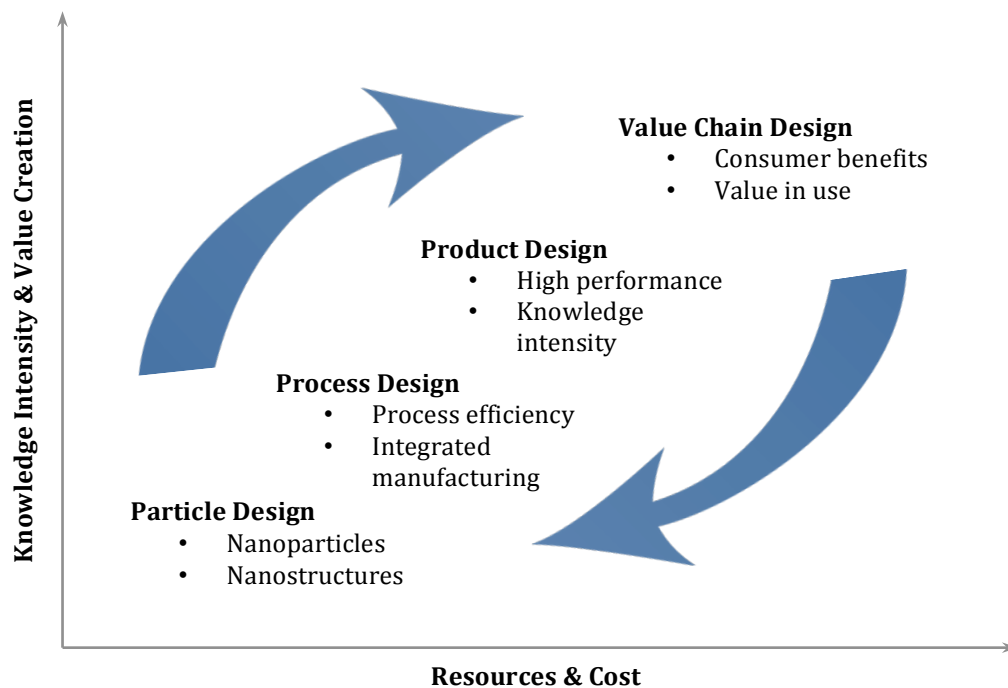 Knowledge Intensity & Value Creation
Value Chain Design
• Consumer benefits
• Value in use
Product Design
• High performance
• Knowledge
intensity
Process Design
• Process efficiency
• Integrated
manufacturing
Particle Design
• Nanoparticles
• Nanostructures
Resources & Cost